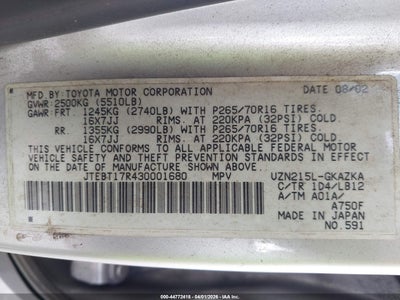 MFD.BY TOYOTA MOTOR CORPORATION DATE 08/02
GVWR: 2500KG (5510LB)
GAWR: FRT. 1245KG (2740LB) WITH P265/70R16 TIRES.
16X7JJ RIMS. AT 220KPA (32PSI) COLD.
RR. 1355KG (2990LB) WITH P265/70R16 TIRES.
16X7JJ RIMS. AT 220KPA (32PSI) COLD.
THIS VEHICLE CONFORMS TO ALL APPLICABLE FEDERAL MOTOR
VEHICLE SAFETY AND THEFT PREVENTION STANDARDS IN EFFECT
ON THE DATE OF MANUFACTURE SHOWN ABOVE.
JTEBT17R430001680 MPV UZN215L-GKAZKA
C/TR 1D4/LB12
A/TM A01A/
A750F
MADE IN JAPAN
NO.591
44773418 - 04/01/2026 -